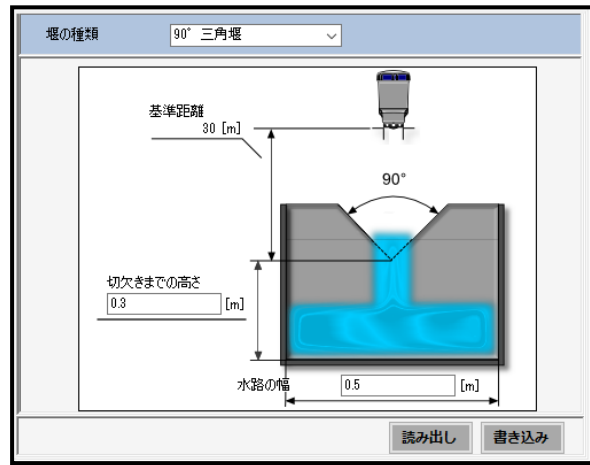 堰の種類 90° 三角堰
基準距離
30 [m]
90°
切欠きまでの高さ
0.3 [m]
水路の幅 0.5 [m]
読み出し 書き込み